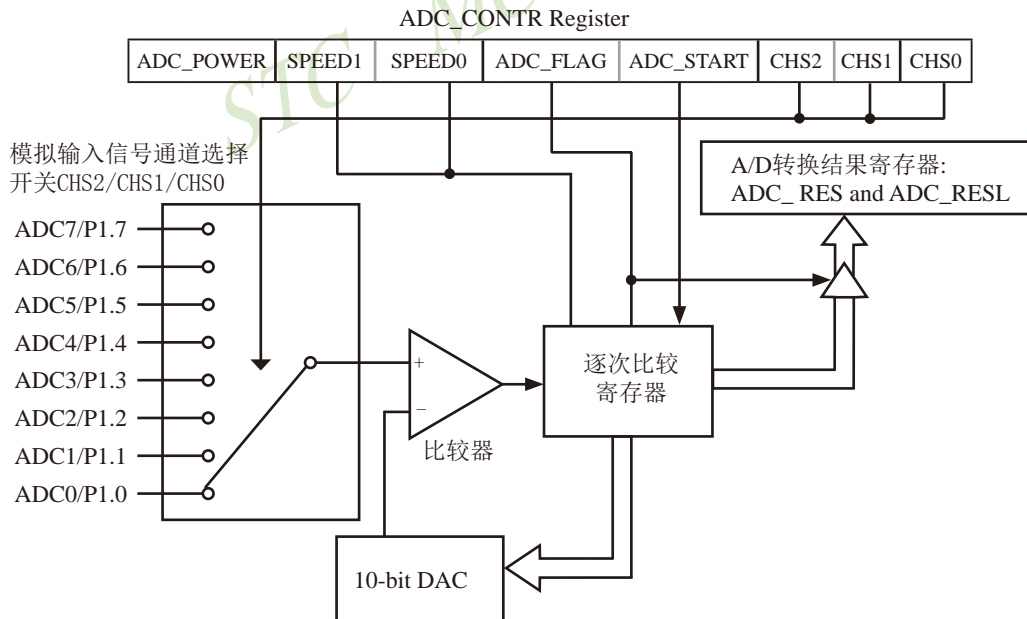 ADC_CONTR Register
ADC_POWER SPEED1 SPEED0 ADC_FLAG ADC_START CHS2 CHS1 CHS0
STC MC
模拟输入信号通道选择
开关CHS2/CHS1/CHS0
A/D转换结果寄存器:
ADC_ RES and ADC_RESL
ADC7/P1.7
ADC6/P1.6
ADC5/P1.5
ADC4/P1.4
ADC3/P1.3
ADC2/P1.2
ADC1/P1.1
ADC0/P1.0
+
−
比较器
逐次比较
寄存器
10-bit DAC